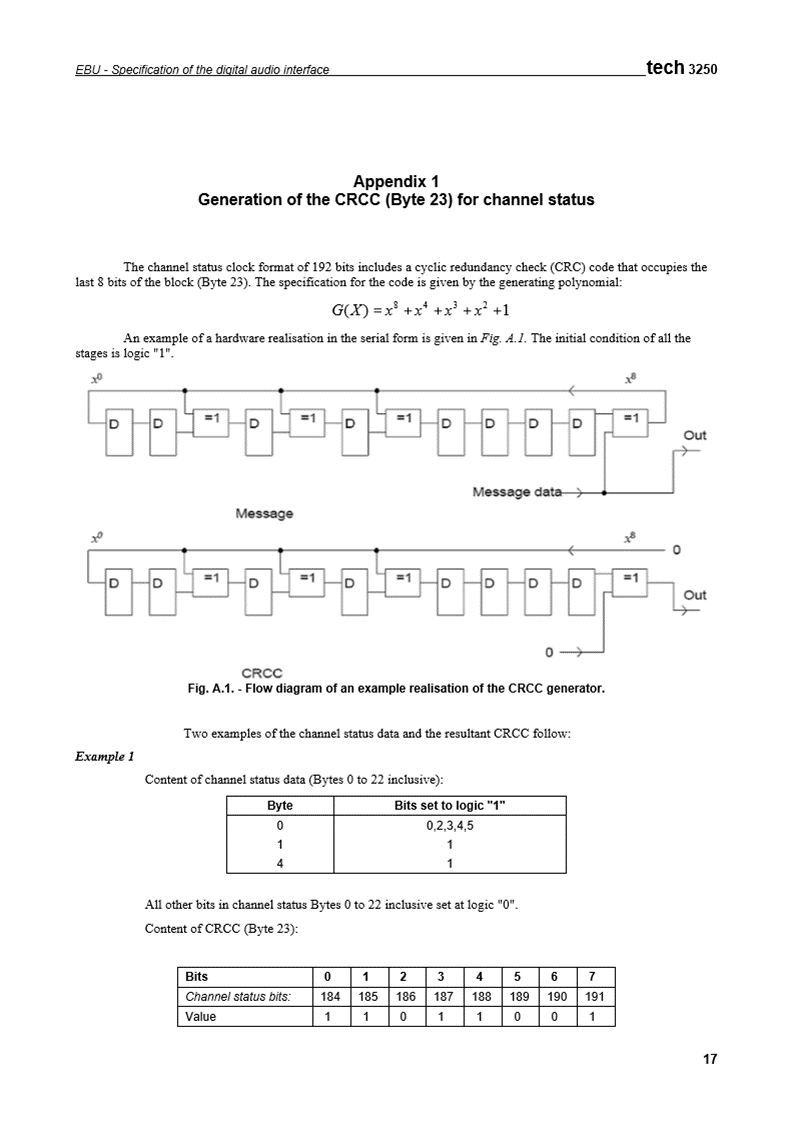 EBU - Specification of the digital audio interface tech 3250
Appendix 1
Generation of the CRCC (Byte 23) for channel status
The channel status clock format of 192 bits includes a cyclic redundancy check (CRC) code that occupies the
last 8 bits of the block (Byte 23). The specification for the code is given by the generating polynomial:
G(X) = x⁸ + x⁴ + x³ + x² + 1
An example of a hardware realisation in the serial form is given in Fig. A.1. The initial condition of all the
stages is logic "1".
x⁰ x⁸
D D =1 D =1 D =1 D D D D =1
Out
Message data
Message
x⁰ x⁸ 0
D D =1 D =1 D =1 D D D D =1
Out
0
CRCC
Fig. A.1. - Flow diagram of an example realisation of the CRCC generator.
Two examples of the channel status data and the resultant CRCC follow:
Example 1
Content of channel status data (Bytes 0 to 22 inclusive):
Byte Bits set to logic "1"
0 0,2,3,4,5
1 1
4 1
All other bits in channel status Bytes 0 to 22 inclusive set at logic "0".
Content of CRCC (Byte 23):
Bits 0 1 2 3 4 5 6 7
Channel status bits: 184 185 186 187 188 189 190 191
Value 1 1 0 1 1 0 0 1
17